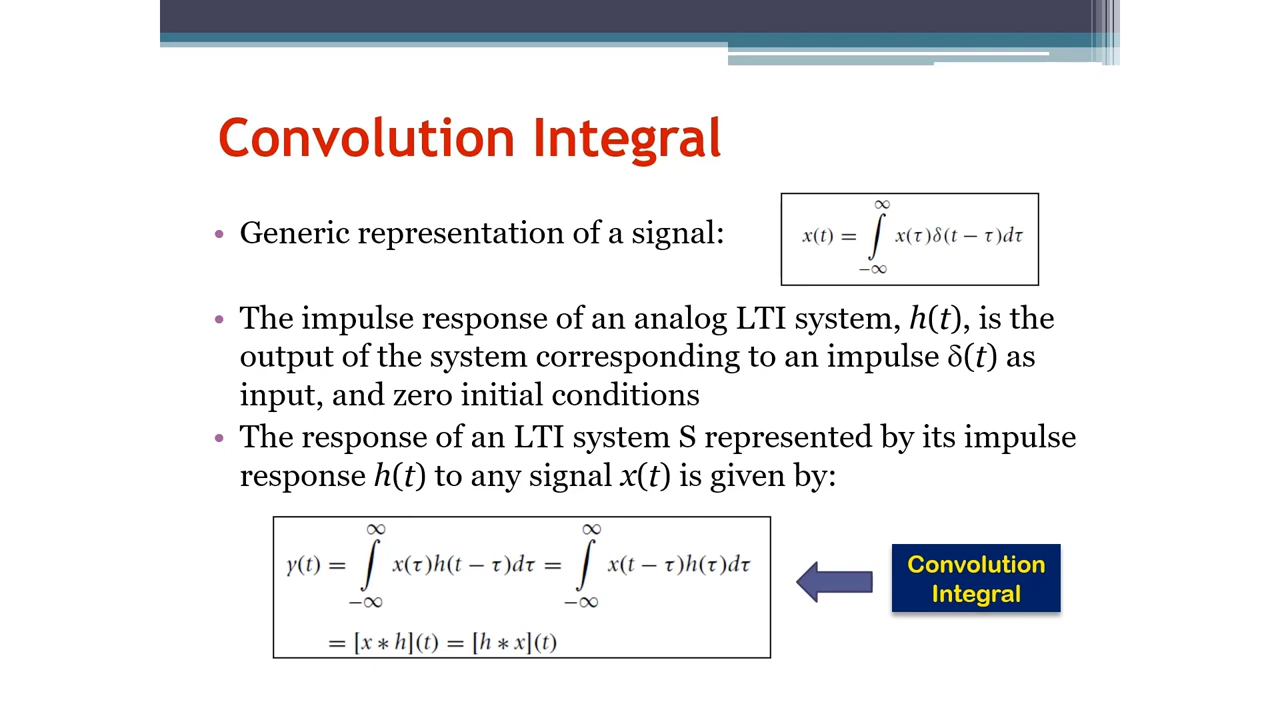 Convolution Integral
• Generic representation of a signal:
x(t) = ∫_{−∞}^{∞} x(τ)δ(t − τ)dτ
• The impulse response of an analog LTI system, h(t), is the
output of the system corresponding to an impulse δ(t) as
input, and zero initial conditions
• The response of an LTI system S represented by its impulse
response h(t) to any signal x(t) is given by:
y(t) = ∫_{−∞}^{∞} x(τ)h(t − τ)dτ = ∫_{−∞}^{∞} x(t − τ)h(τ)dτ
= [x ∗ h](t) = [h ∗ x](t)
Convolution
Integral